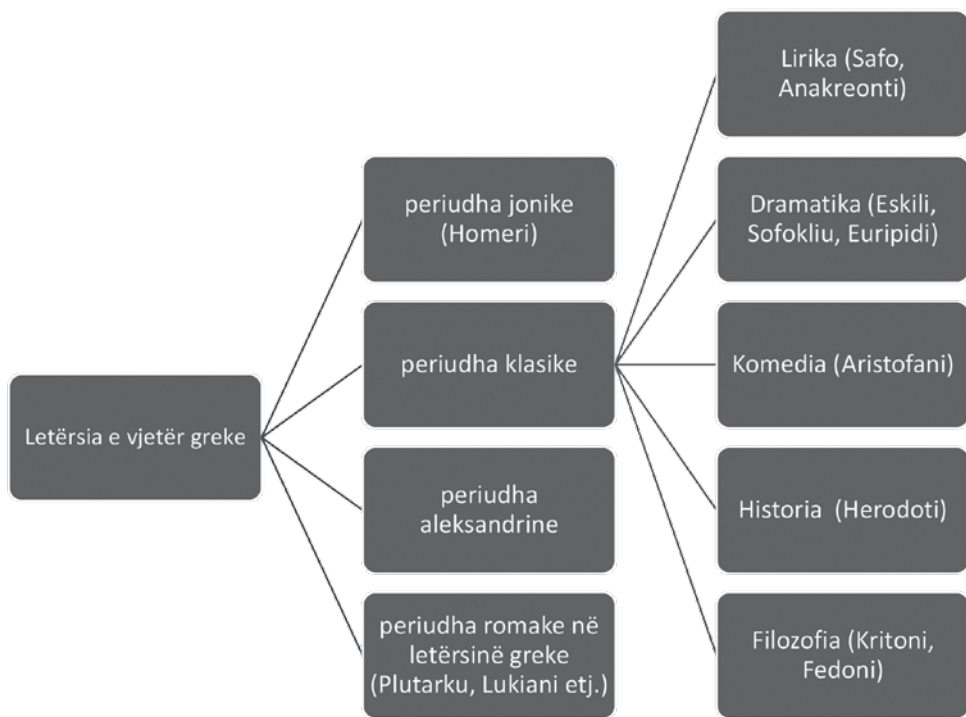 Letërsia e vjetër greke
periudha jonike
(Homeri)
periudha klasike
periudha
aleksandrine
periudha romake në
letërsinë greke
(Plutarku, Lukiani etj.)
Lirika (Safo,
Anakreonti)
Dramatika (Eskili,
Sofokliu, Euripidi)
Komedia (Aristofani)
Historia  (Herodoti)
Filozofia (Kritoni,
Fedoni)